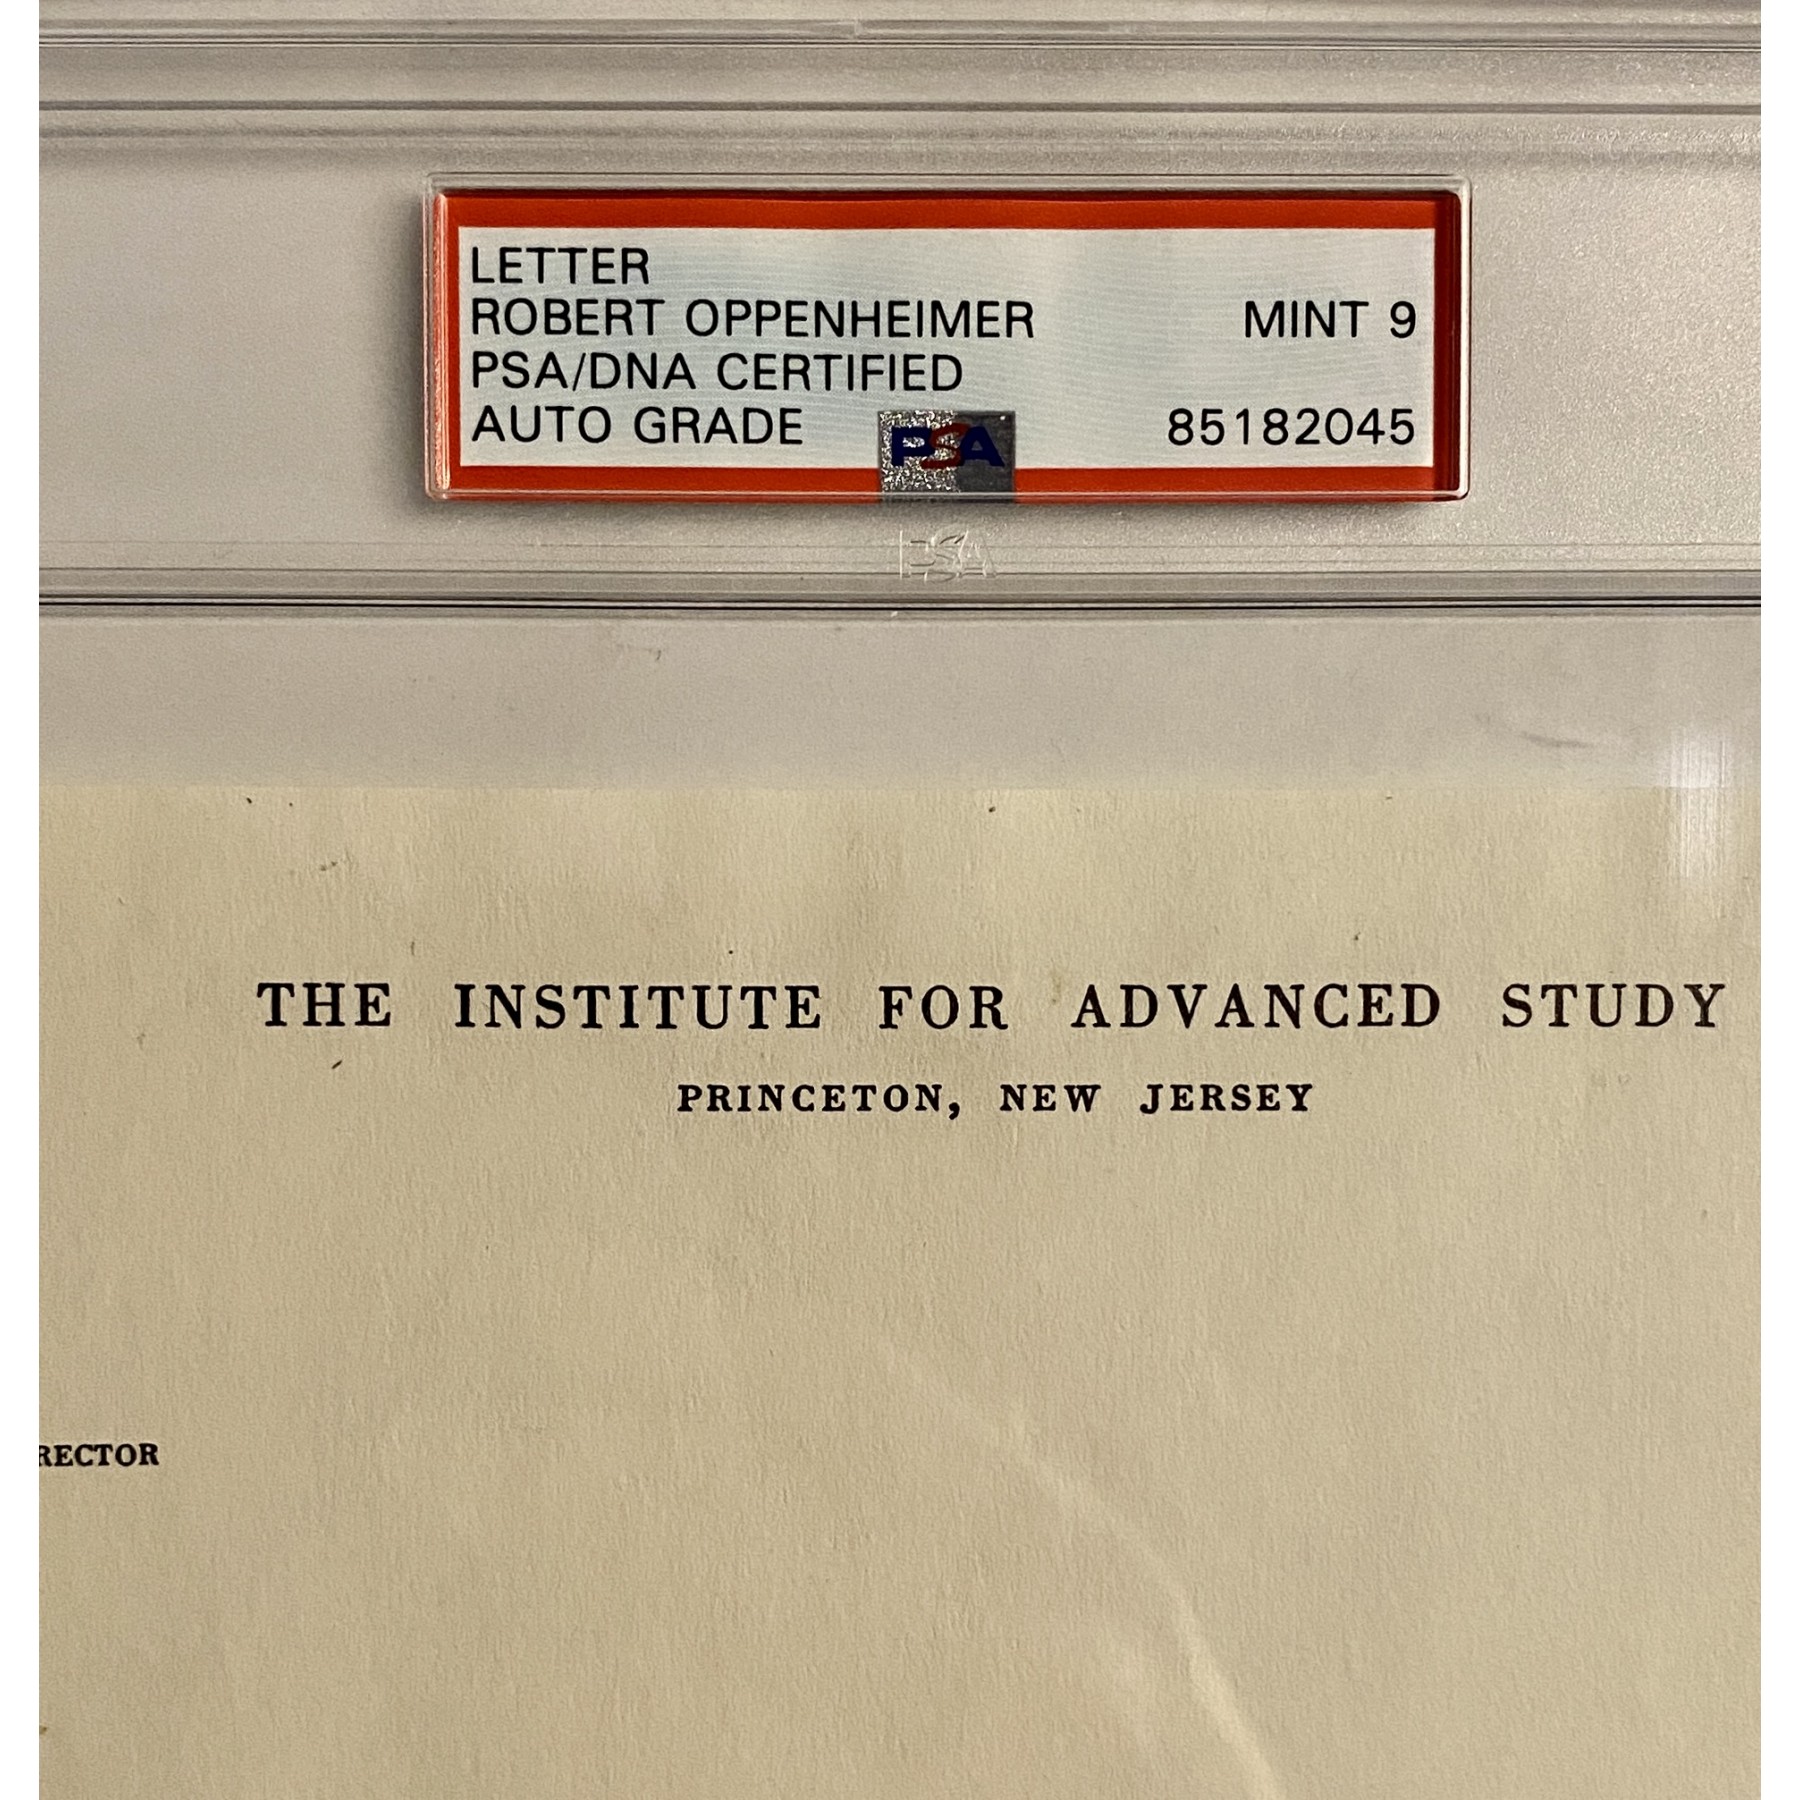 LETTER
ROBERT OPPENHEIMER MINT 9
PSA/DNA CERTIFIED
AUTO GRADE PSA 85182045
PSA
THE INSTITUTE FOR ADVANCED STUDY
PRINCETON, NEW JERSEY
RECTOR